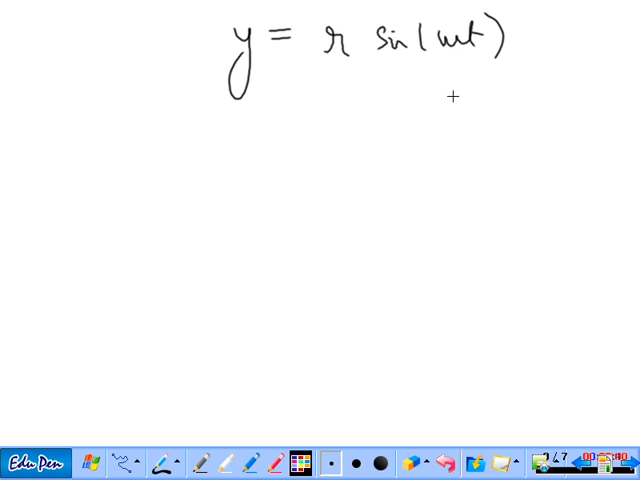 y = r sin(wt)
Edu Pen